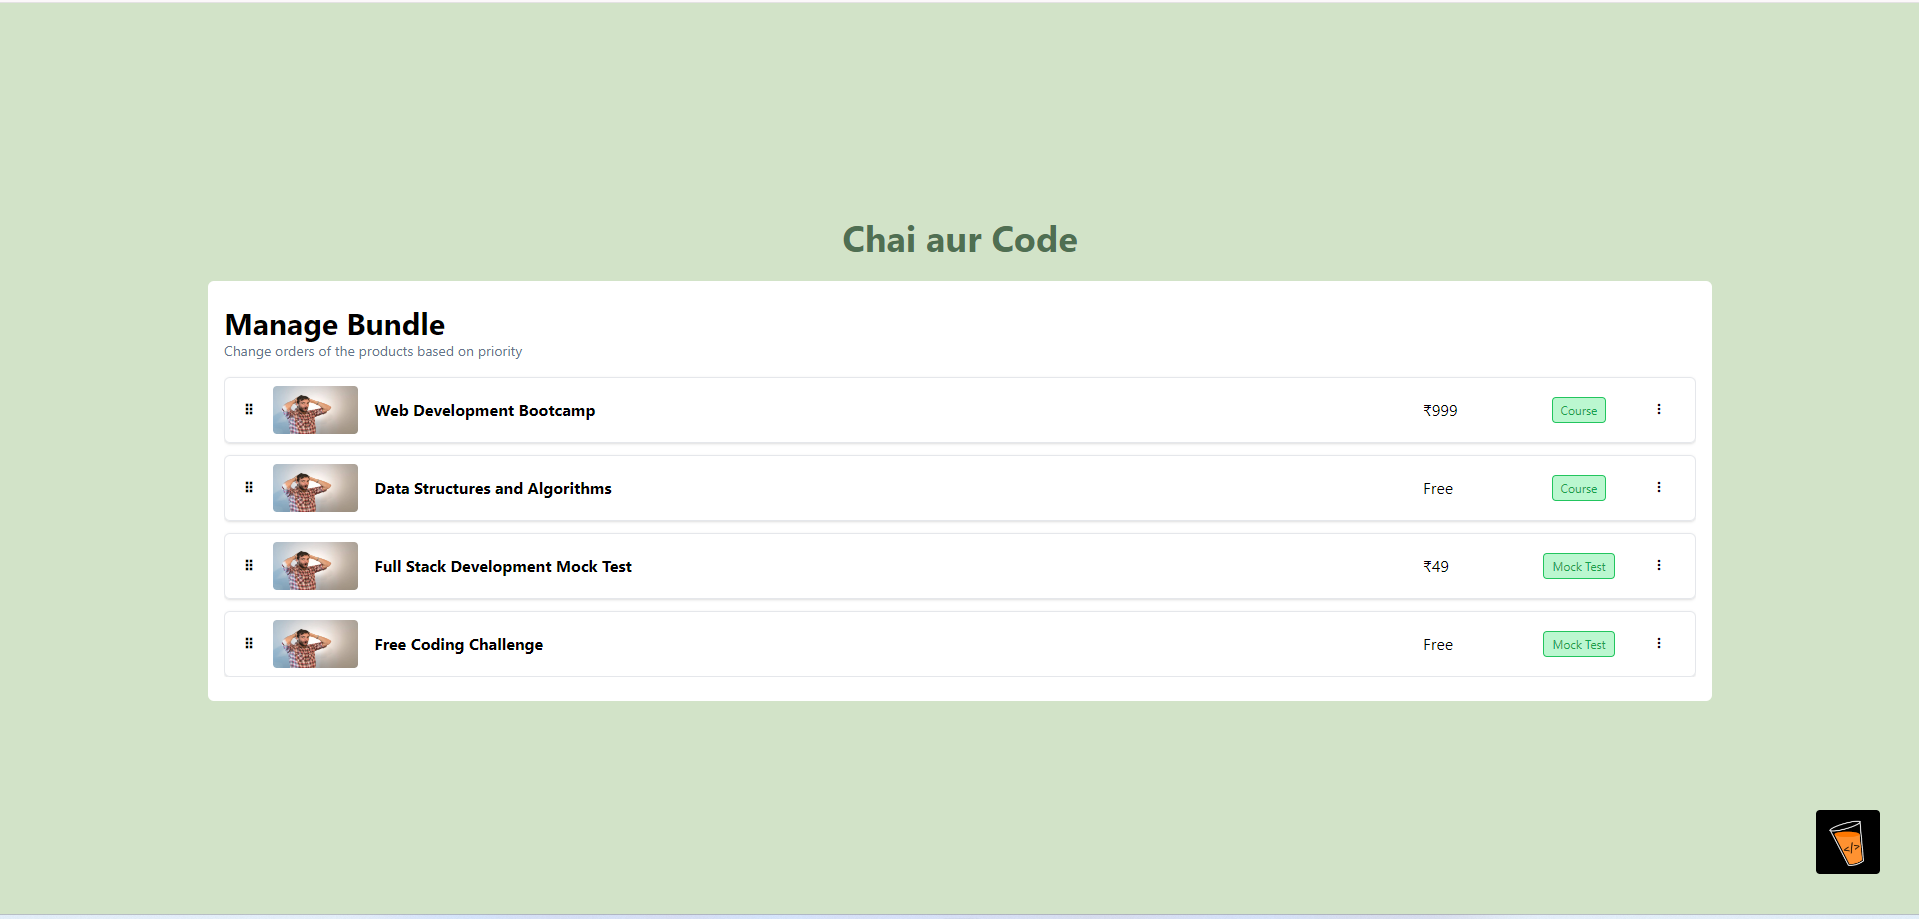 Chai aur Code
Manage Bundle
Change orders of the products based on priority
Web Development Bootcamp ₹999 Course
Data Structures and Algorithms Free Course
Full Stack Development Mock Test ₹49 Mock Test
Free Coding Challenge Free Mock Test
</>